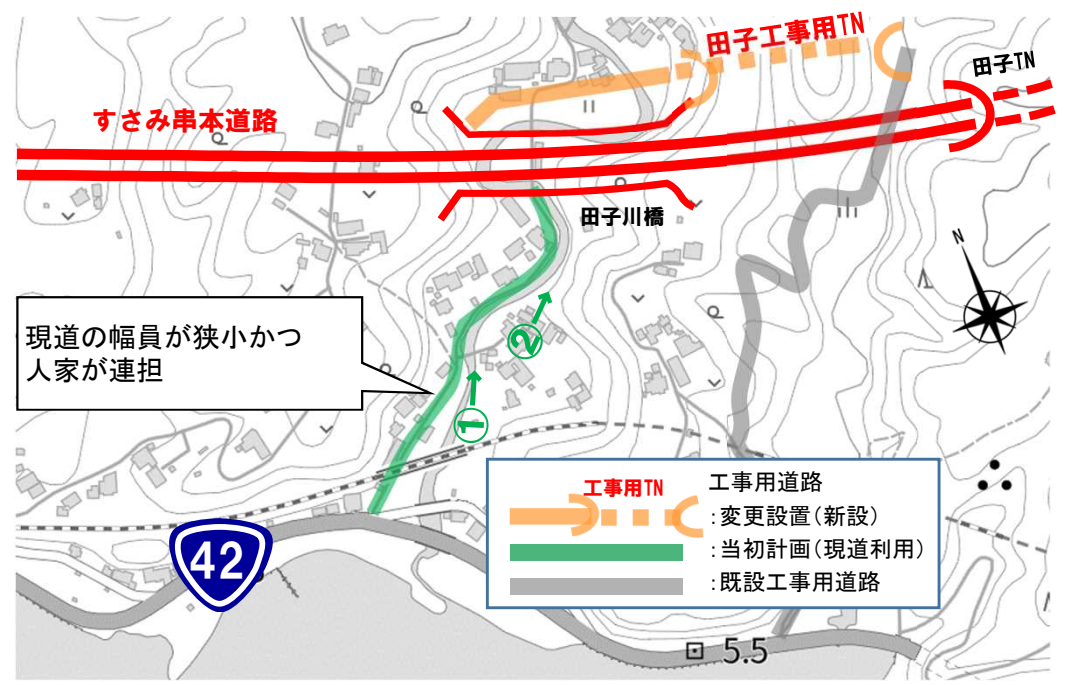 田子工事用TN
田子TN
すさみ串本道路
田子川橋
N
現道の幅員が狭小かつ
人家が連担
②
①
工事用TN
工事用道路
:変更設置(新設)
:当初計画(現道利用)
:既設工事用道路
42
5.5